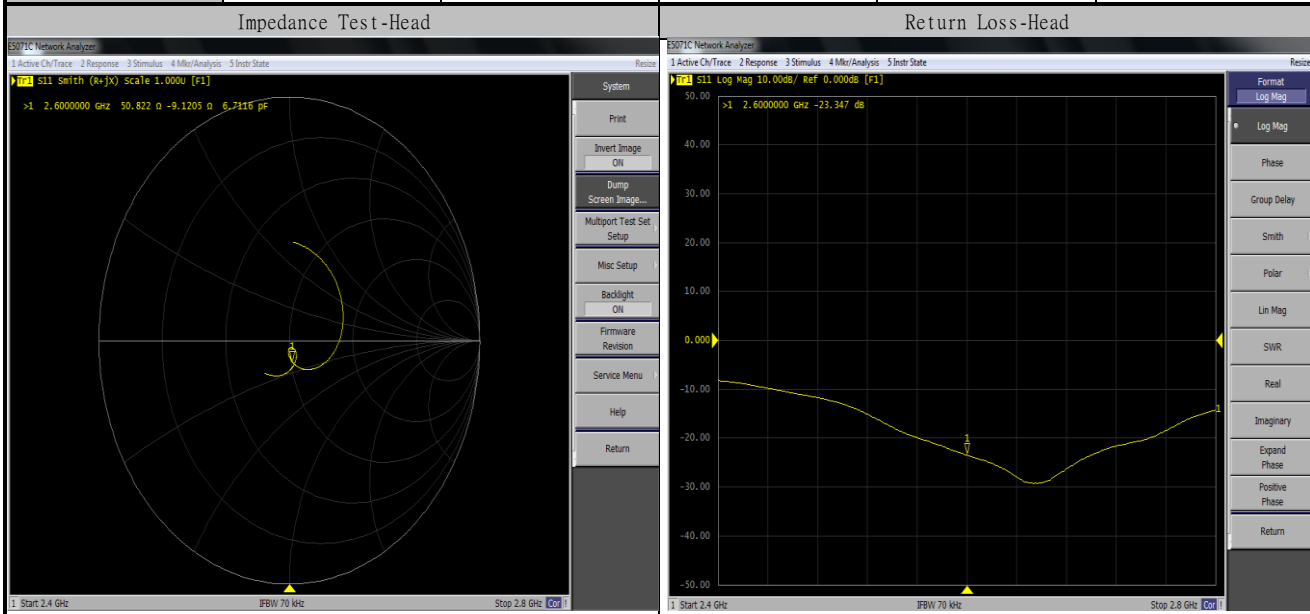 Impedance Test-Head
Return Loss-Head
E5071C Network Analyzer
1 Active Ch/Trace 2 Response 3 Stimulus 4 Mkr/Analysis 5 Instr State
Resize
Tr1 S11 Smith (R+jX) Scale 1.000U [F1]
>1 2.6000000 GHz 50.822 Ω -9.1205 Ω 6.7116 pF
1
System
Print
Invert Image
ON
Dump
Screen Image...
Multiport Test Set
Setup
Misc Setup
Backlight
ON
Firmware
Revision
Service Menu
Help
Return
1 Start 2.4 GHz
IFBW 70 kHz
Stop 2.8 GHz Cor !
E5071C Network Analyzer
1 Active Ch/Trace 2 Response 3 Stimulus 4 Mkr/Analysis 5 Instr State
Resize
Tr1 S11 Log Mag 10.00dB/ Ref 0.000dB [F1]
50.00
>1 2.6000000 GHz -23.347 dB
40.00
30.00
20.00
10.00
0.000
-10.00
1
-20.00
1
-30.00
-40.00
-50.00
Format
Log Mag
Log Mag
Phase
Group Delay
Smith
Polar
Lin Mag
SWR
Real
Imaginary
Expand
Phase
Positive
Phase
Return
1 Start 2.4 GHz
IFBW 70 kHz
Stop 2.8 GHz Cor !